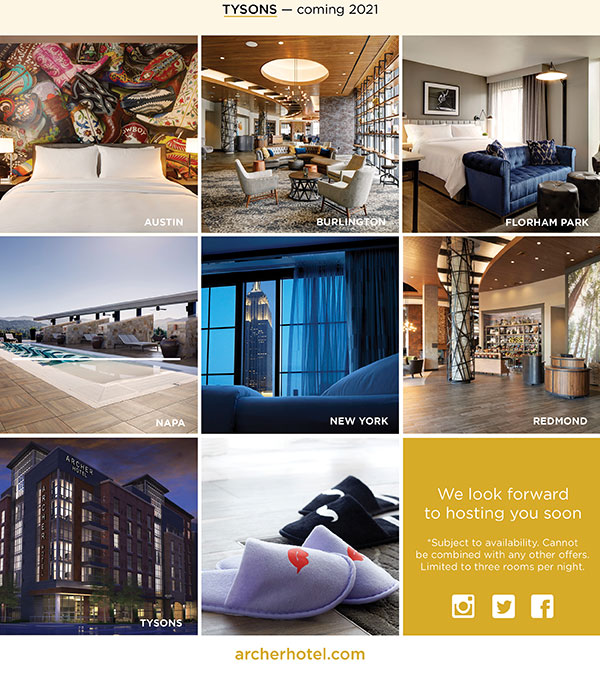 TYSONS — coming 2021
AUSTIN
BURLINGTON
FLORHAM PARK
NAPA
NEW YORK
REDMOND
ARCHER
HOTEL
ARCHER
HOTEL
TYSONS
We look forward
to hosting you soon
*Subject to availability. Cannot
be combined with any other offers.
Limited to three rooms per night.
archerhotel.com